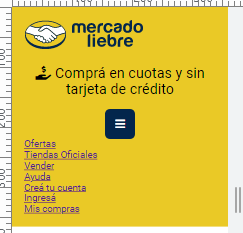 mercado
liebre
Comprá en cuotas y sin
tarjeta de crédito
Ofertas
Tiendas Oficiales
Vender
Ayuda
Creá tu cuenta
Ingresá
Mis compras